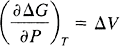 (∂ΔG/∂P)_T = ΔV